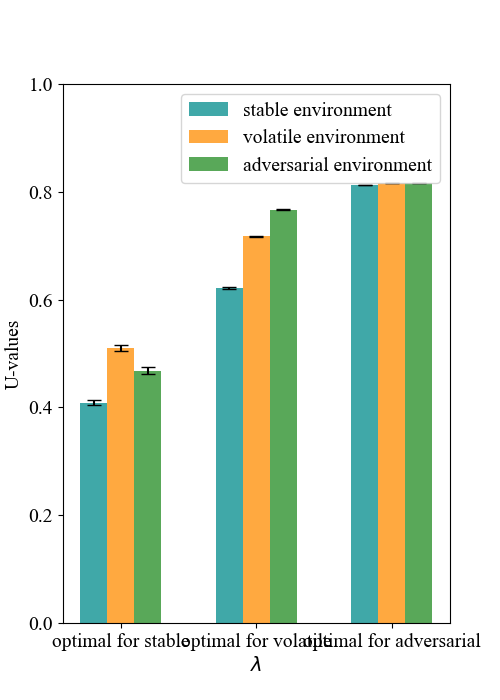 1.0
0.8
0.6
0.4
0.2
0.0
U-values
stable environment
volatile environment
adversarial environment
optimal for stable
optimal for volatile
optimal for adversarial
λ